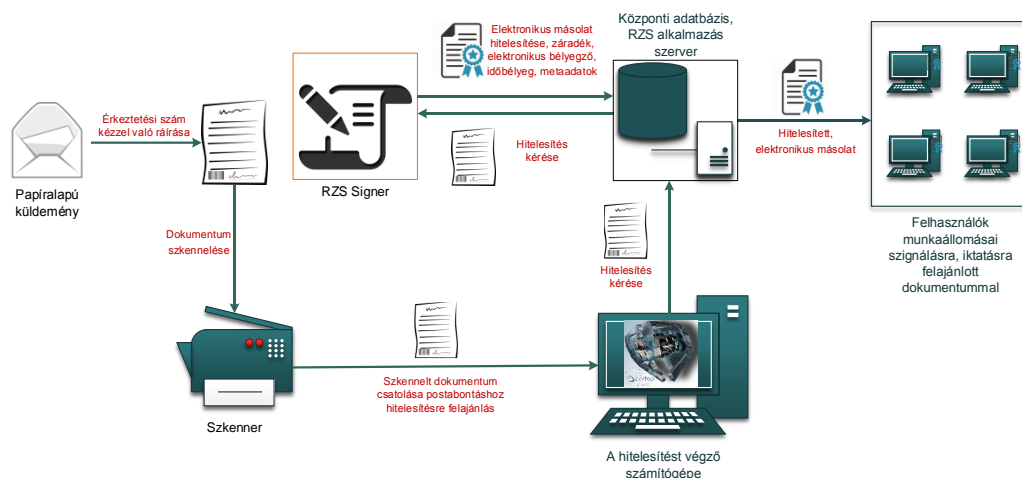 Elektronikus másolat
hitelesítése, záradék,
elektronikus bélyegző,
időbélyeg, metaadatok
Központi adatbázis,
RZS alkalmazás
szerver
Érkeztetési szám
kézzel való ráírása
Papíralapú
küldemény
RZS Signer
Hitelesítés
kérése
Hitelesített,
elektronikus másolat
Felhasználók
munkaállomásai
szignálásra, iktatásra
felajánlott
dokumentummal
Dokumentum
szkennelése
Hitelesítés
kérése
Szkennelt dokumentum
csatolása postabontáshoz
hitelesítésre felajánlás
Szkenner
A hitelesítést végző
számítógépe